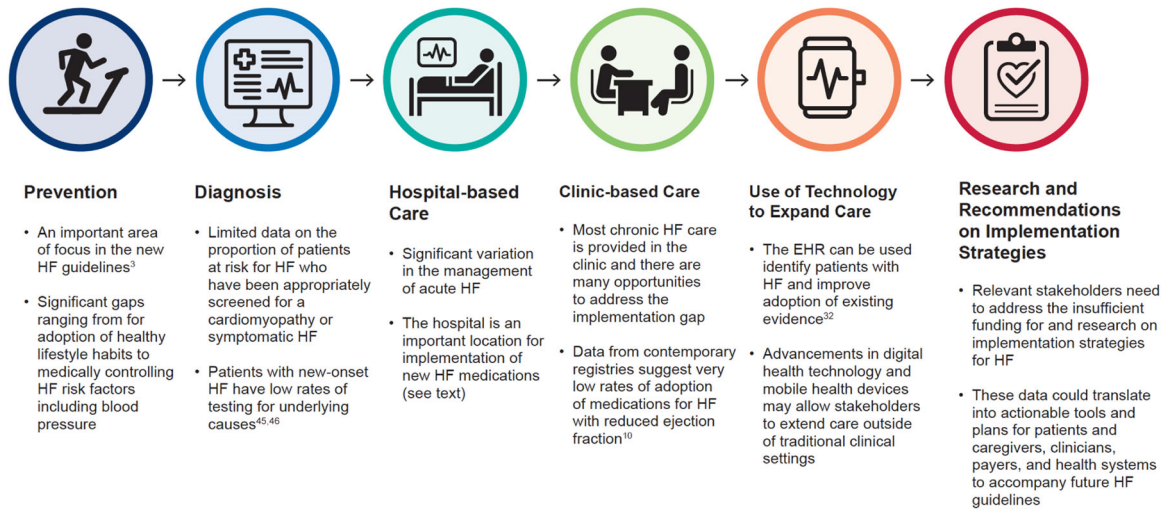 Prevention
• An important area
of focus in the new
HF guidelines3
• Significant gaps
ranging from for
adoption of healthy
lifestyle habits to
medically controlling
HF risk factors
including blood
pressure
Diagnosis
• Limited data on the
proportion of patients
at risk for HF who
have been appropriately
screened for a
cardiomyopathy or
symptomatic HF
• Patients with new-onset
HF have low rates of
testing for underlying
causes45,46
Hospital-based
Care
• Significant variation
in the management
of acute HF
• The hospital is an
important location for
implementation of
new HF medications
(see text)
Clinic-based Care
• Most chronic HF care
is provided in the
clinic and there are
many opportunities
to address the
implementation gap
• Data from contemporary
registries suggest very
low rates of adoption
of medications for HF
with reduced ejection
fraction10
Use of Technology
to Expand Care
• The EHR can be used
identify patients with
HF and improve
adoption of existing
evidence32
• Advancements in digital
health technology and
mobile health devices
may allow stakeholders
to extend care outside
of traditional clinical
settings
Research and
Recommendations
on Implementation
Strategies
• Relevant stakeholders need
to address the insufficient
funding for and research on
implementation strategies
for HF
• These data could translate
into actionable tools and
plans for patients and
caregivers, clinicians,
payers, and health systems
to accompany future HF
guidelines